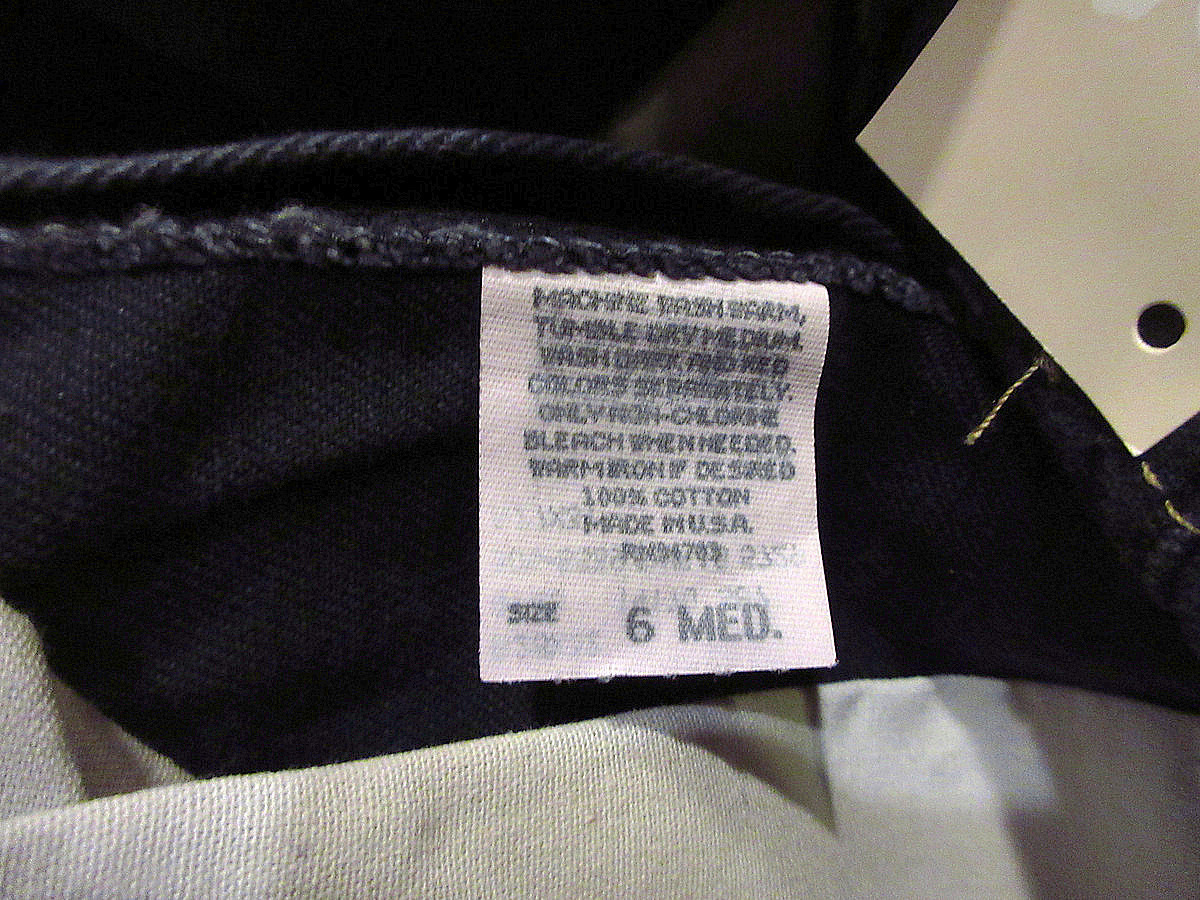 MACHINE WASH WARM,
TUMBLE DRY MEDIUM.
WASH DARK AND RED
COLORS SEPARATELY.
ONLY NON-CHLORINE
BLEACH WHEN NEEDED.
WARM IRON IF DESIRED
100% COTTON
MADE IN U.S.A.
SIZE 6 MED.